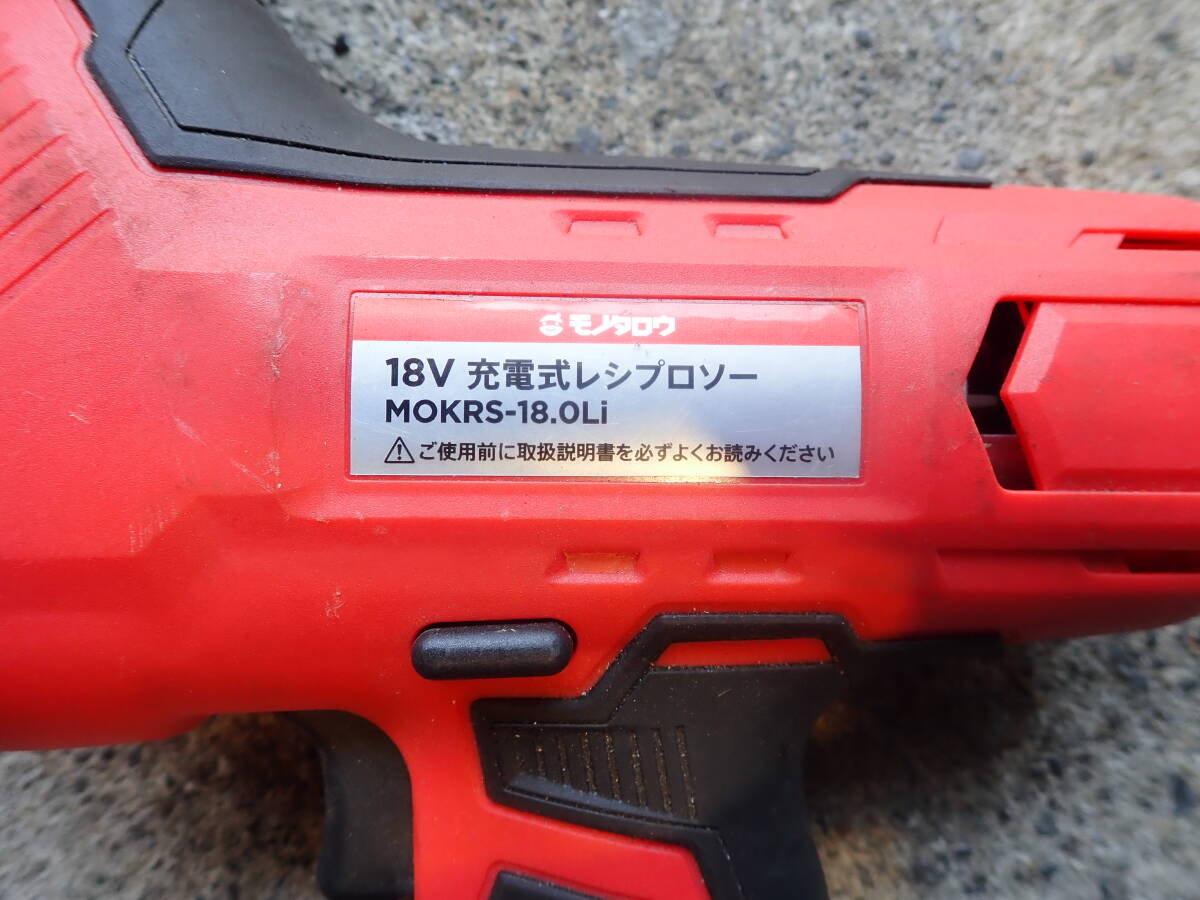 モノタロウ
18V 充電式レシプロソー
MOKRS-18.0Li
⚠ご使用前に取扱説明書を必ずよくお読みください